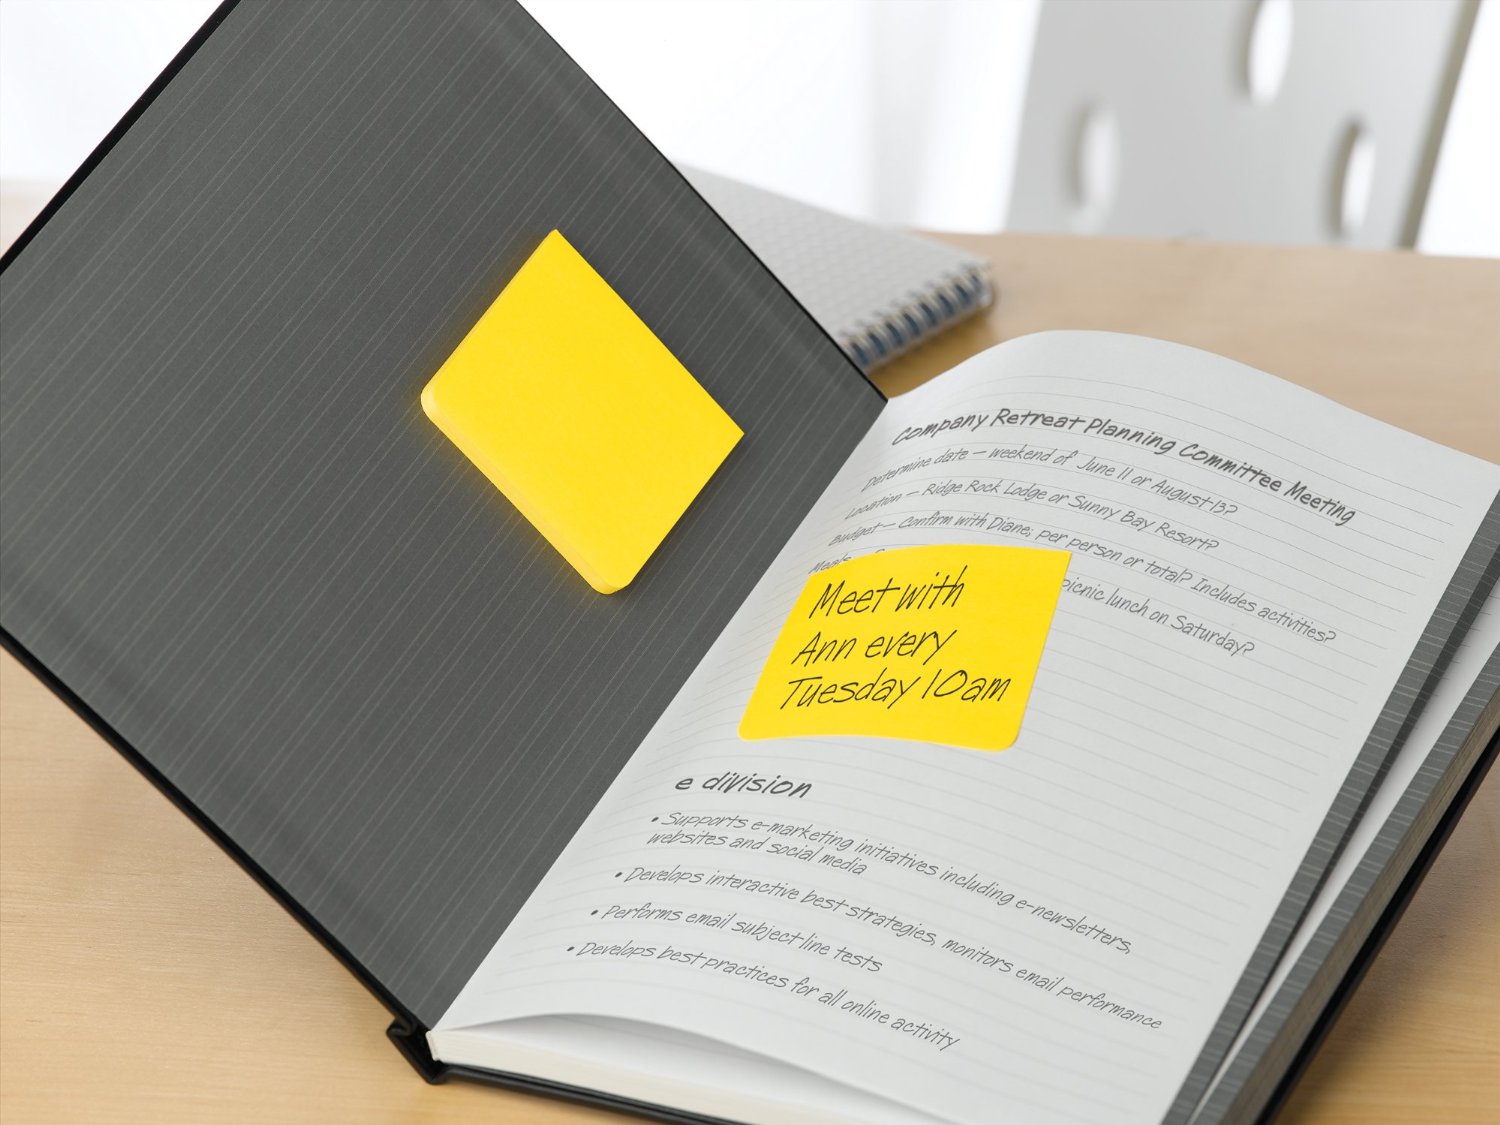 Company Retreat Planning Committee Meeting
Determine date – weekend of June 11 or August 13?
Location – Ridge Rock Lodge or Sunny Bay Resort?
Budget – Confirm with Diane; per person or total? Includes activities?
Meals picnic lunch on Saturday?
Meet with
Ann every
Tuesday 10am
e division
• Supports e-marketing initiatives including e-newsletters,
websites and social media
• Develops interactive best strategies, monitors email performance
• Performs email subject line tests
• Develops best practices for all online activity